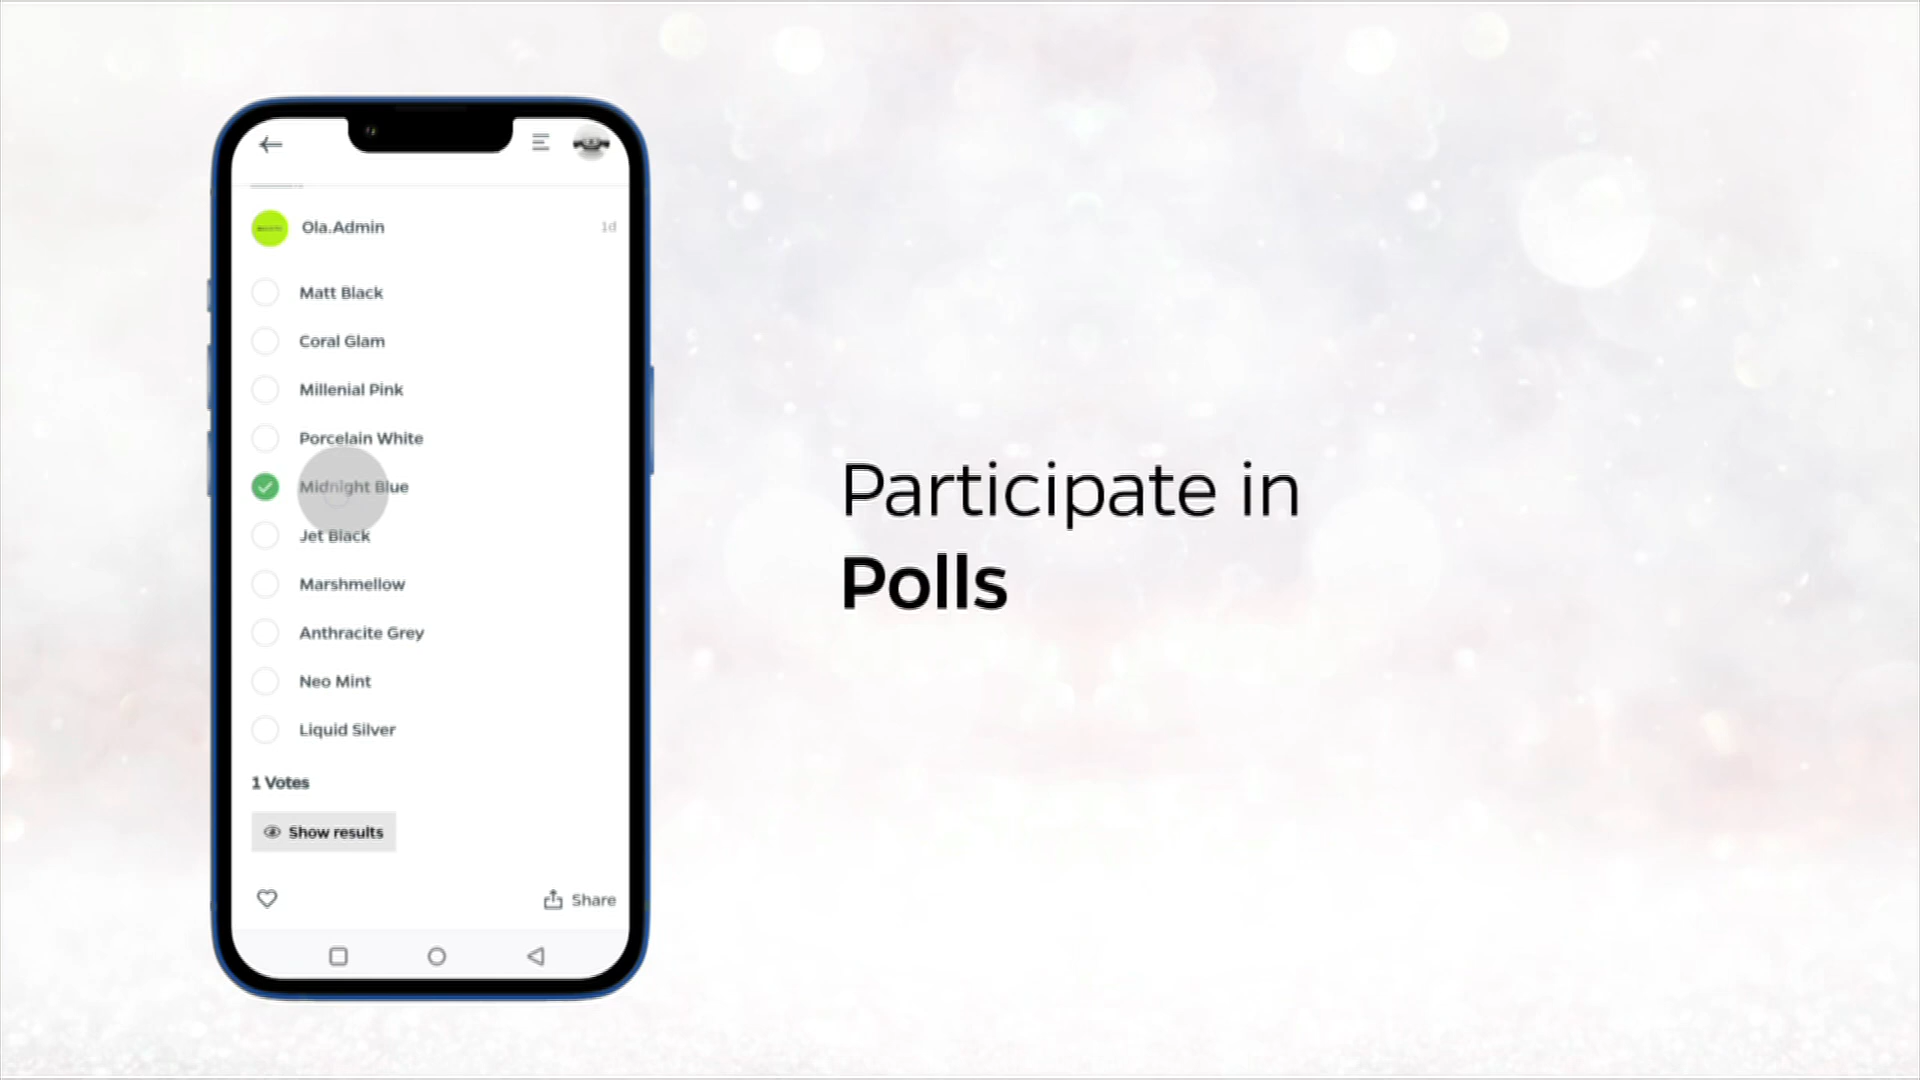 Ola.Admin 1d
Matt Black
Coral Glam
Millenial Pink
Porcelain White
Midnight Blue
Jet Black
Marshmellow
Anthracite Grey
Neo Mint
Liquid Silver
1 Votes
Show results
Share
Participate in
Polls